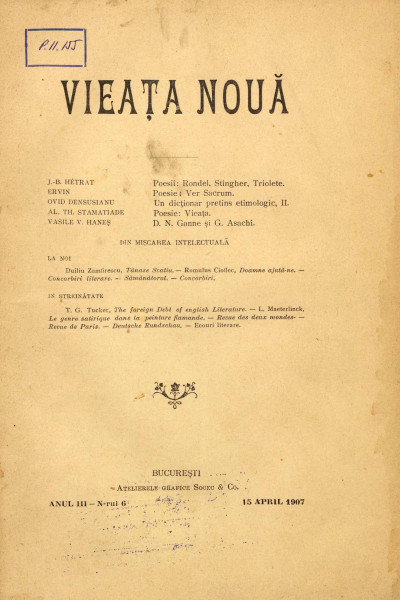 P.II.155
VIEAȚA NOUĂ
J.-B. HÉTRAT Poesii: Rondel, Stingher, Triolete.
ERVIN Poesie: Ver Sacrum.
OVID DENSUSIANU Un dicționar pretins etimologic, II.
AL. TH. STAMATIADE Poesie: Vieața.
VASILE V. HANEȘ D. N. Ganne și G. Asachi.
DIN MIȘCAREA INTELECTUALĂ
LA NOI
Duiliu Zamfirescu, Tănase Scatiu. — Romulus Cioflec, Doamne ajută-ne. —
Convorbiri literare. — Sămănătorul. — Convorbiri.
IN STREINĂTATE
T. G. Tucker, The foreign Debt of english Literature. — L. Maeterlinck,
Le genre satirique dans la peinture flamande. — Revue des deux mondes. —
Revue de Paris. — Deutsche Rundschau. — Ecouri literare.
BUCUREȘTI
Atelierele grafice Socec & Co.
ANUL III — N-rul 6 15 APRIL 1907